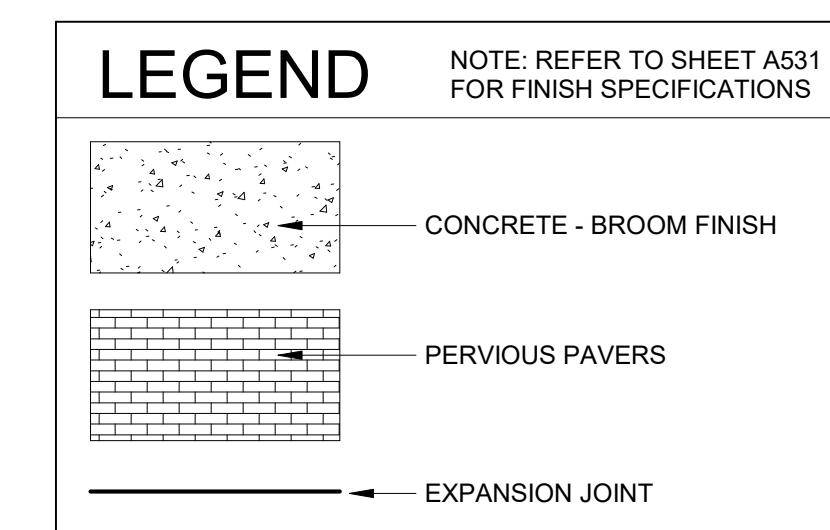 LEGEND
NOTE: REFER TO SHEET A531
FOR FINISH SPECIFICATIONS
CONCRETE - BROOM FINISH
PERVIOUS PAVERS
EXPANSION JOINT